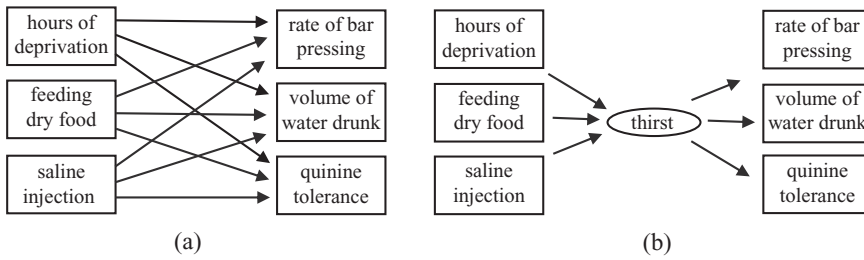 hours of
deprivation
feeding
dry food
saline
injection
rate of bar
pressing
volume of
water drunk
quinine
tolerance
(a)
hours of
deprivation
feeding
dry food
saline
injection
thirst
rate of bar
pressing
volume of
water drunk
quinine
tolerance
(b)